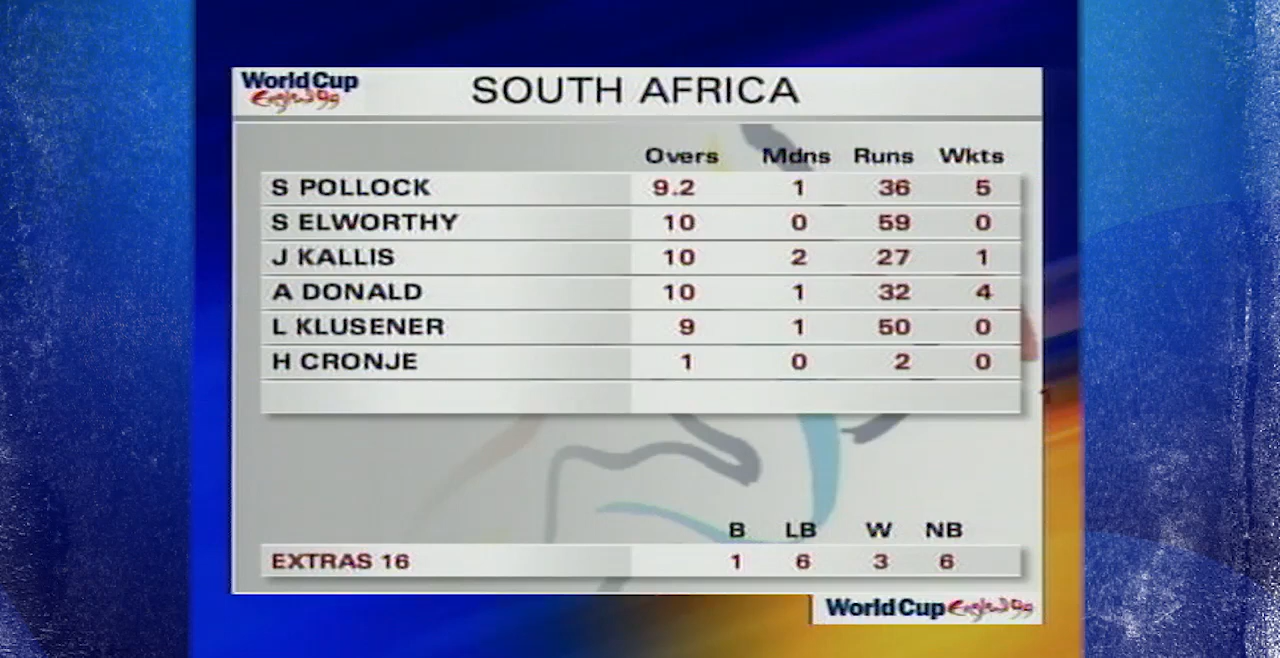 World Cup
England 99
SOUTH AFRICA
Overs Mdns Runs Wkts
S POLLOCK 9.2 1 36 5
S ELWORTHY 10 0 59 0
J KALLIS 10 2 27 1
A DONALD 10 1 32 4
L KLUSENER 9 1 50 0
H CRONJE 1 0 2 0
B LB W NB
EXTRAS 16 1 6 3 6
World Cup England 99